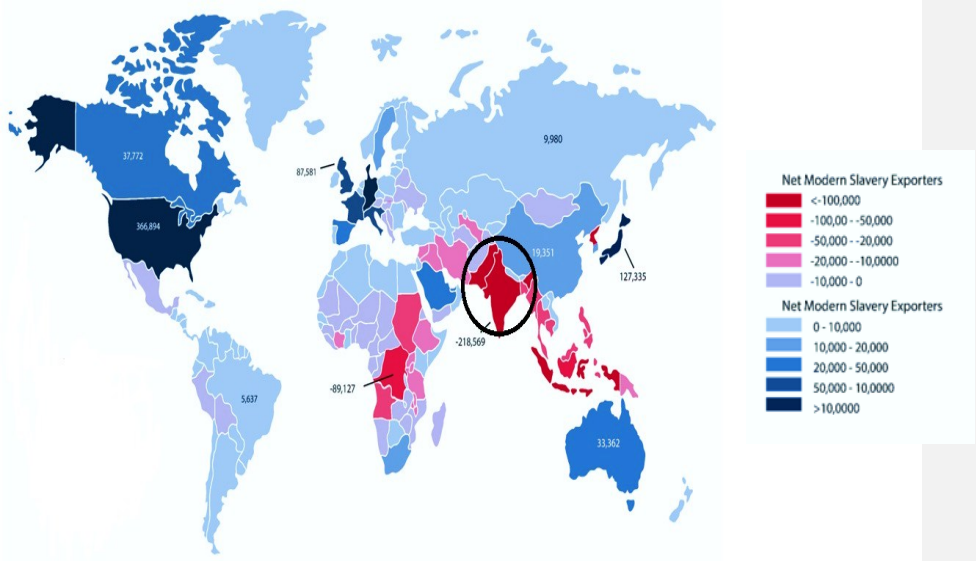 37,772
366,894
87,581
9,980
19,351
127,335
-218,569
-89,127
5,637
33,362
Net Modern Slavery Exporters
<-100,000
-100,00 - -50,000
-50,000 - -20,000
-20,000 - -10,0000
-10,000 - 0
Net Modern Slavery Exporters
0 - 10,000
10,000 - 20,000
20,000 - 50,000
50,000 - 10,0000
>10,0000